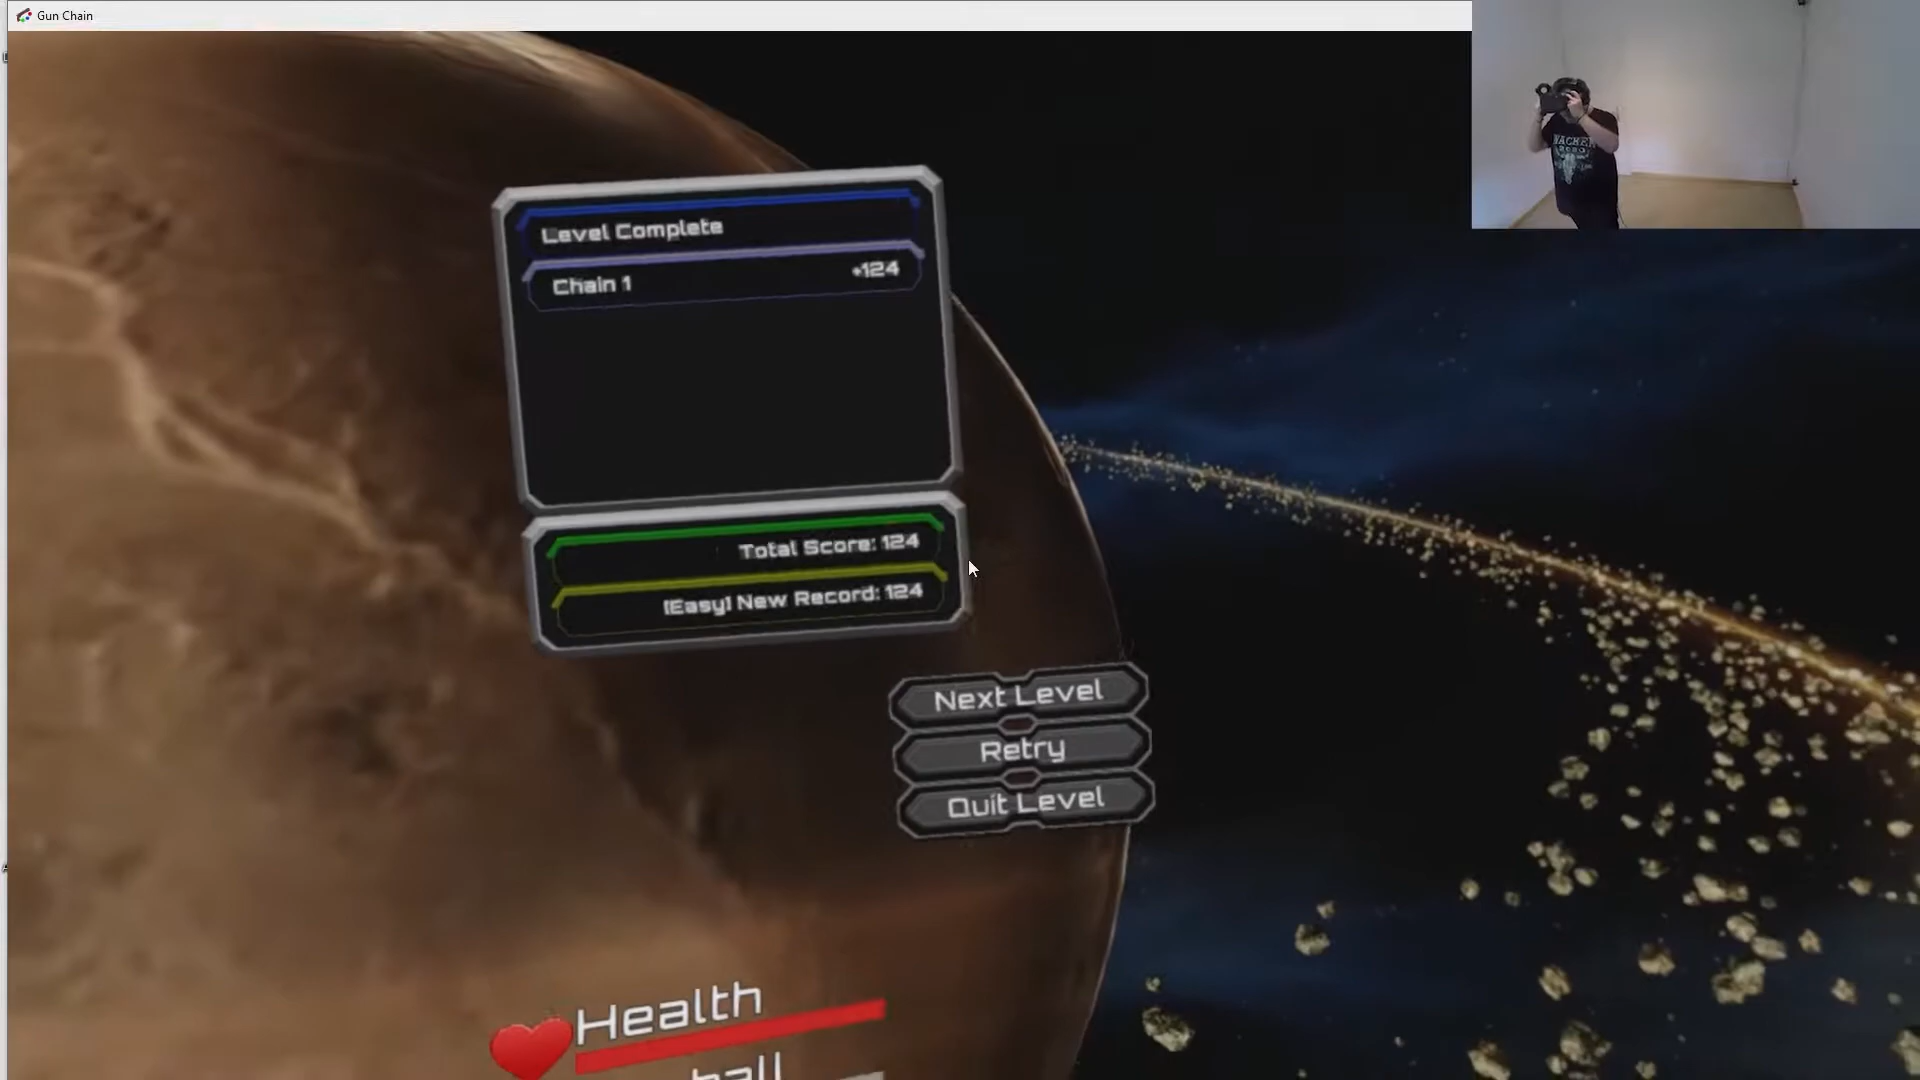 Gun Chain
Level Complete
Chain 1 +124
Total Score: 124
[Easy] New Record: 124
Next Level
Retry
Quit Level
Health
WACKEN